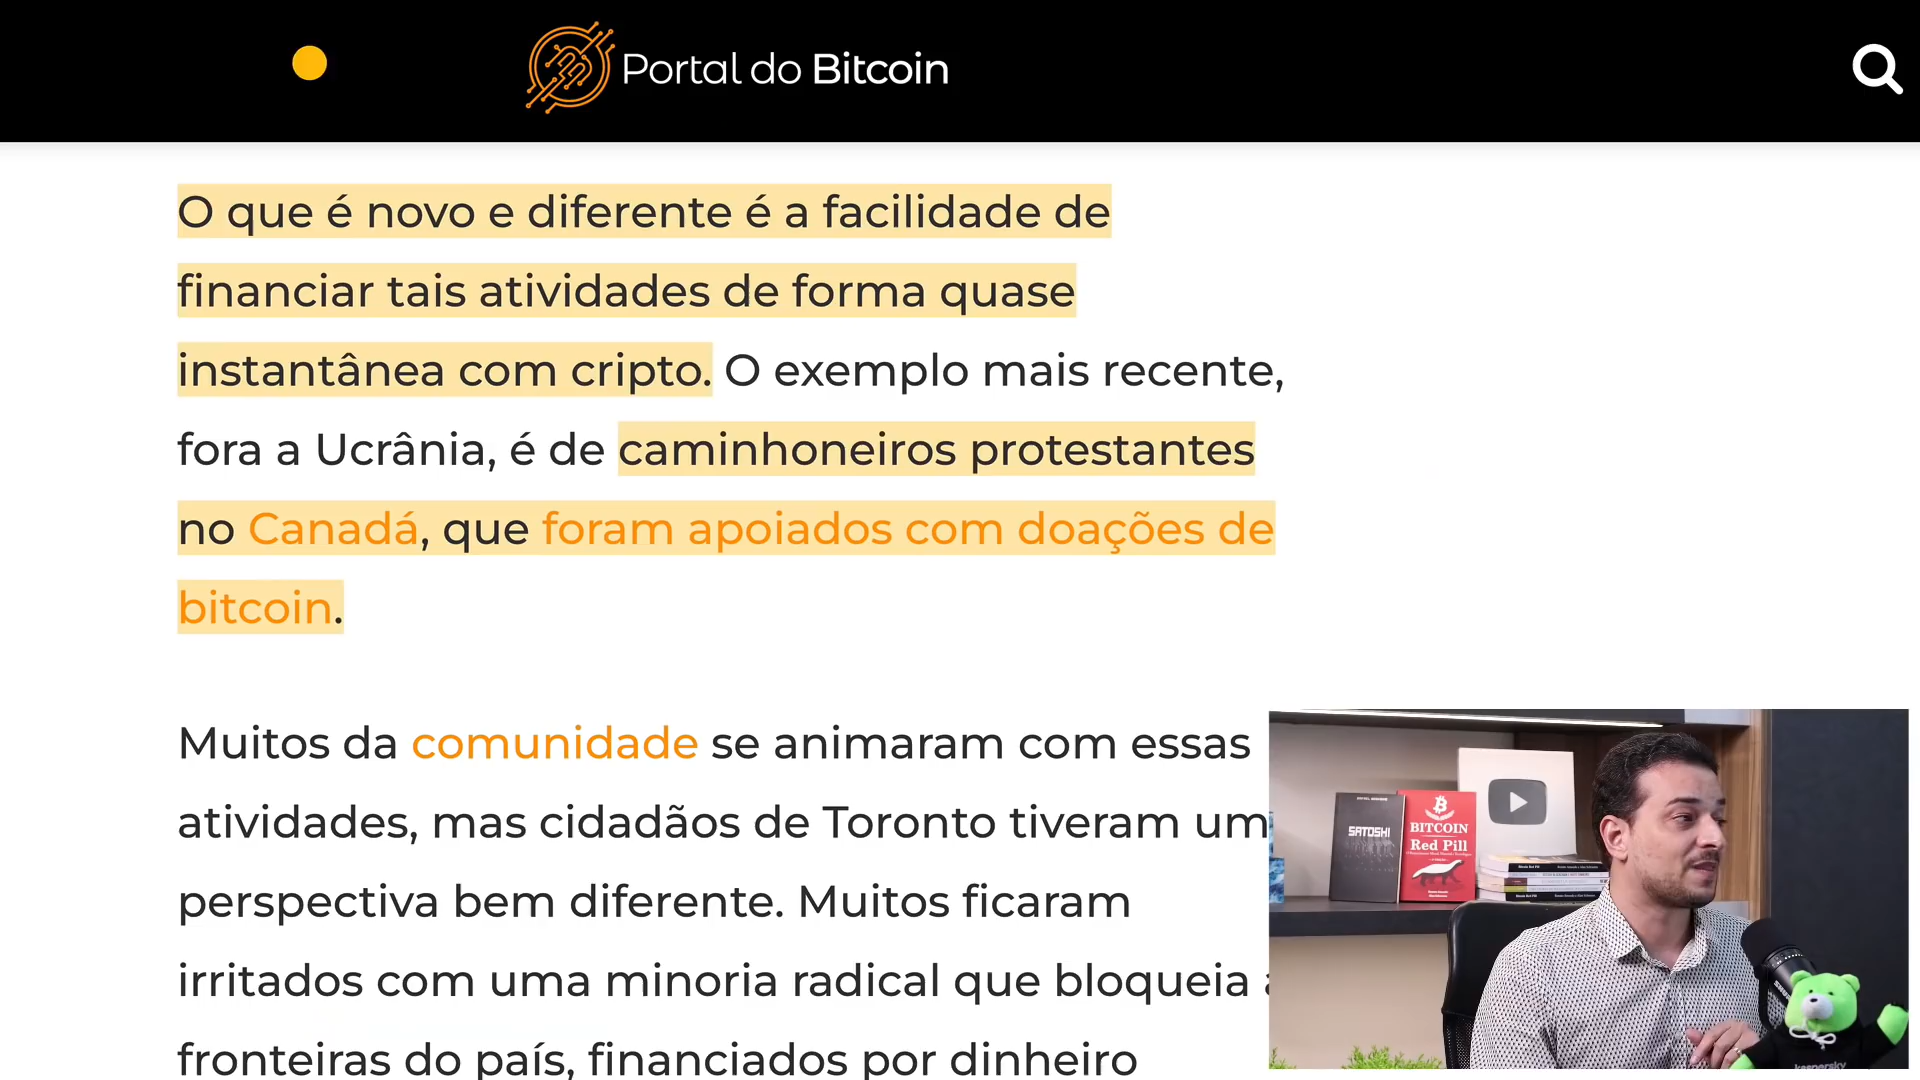 Portal do Bitcoin
O que é novo e diferente é a facilidade de
financiar tais atividades de forma quase
instantânea com cripto. O exemplo mais recente,
fora a Ucrânia, é de caminhoneiros protestantes
no Canadá, que foram apoiados com doações de
bitcoin.
Muitos da comunidade se animaram com essas
atividades, mas cidadãos de Toronto tiveram um
perspectiva bem diferente. Muitos ficaram
irritados com uma minoria radical que bloqueia
fronteiras do país, financiados por dinheiro
SATOSHI
BITCOIN
Red Pill
kaspersky